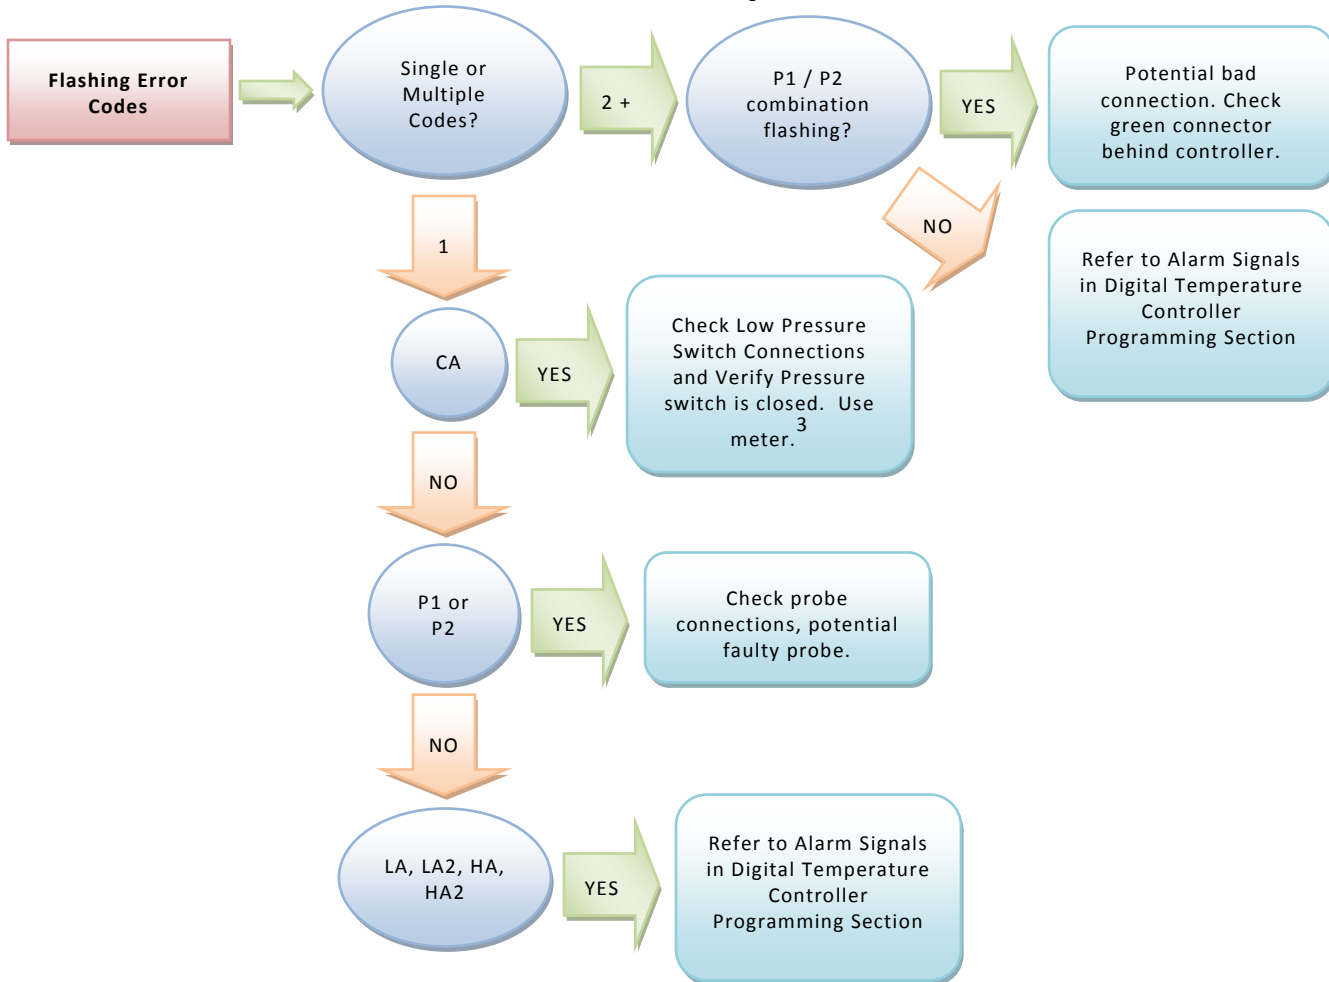 Flashing Error
Codes
Single or
Multiple
Codes?
2 +
P1 / P2
combination
flashing?
YES
Potential bad
connection. Check
green connector
behind controller.
NO
Refer to Alarm Signals
in Digital Temperature
Controller
Programming Section
1
CA
YES
Check Low Pressure
Switch Connections
and Verify Pressure
switch is closed. Use
meter.3
NO
P1 or
P2
YES
Check probe
connections, potential
faulty probe.
NO
LA, LA2, HA,
HA2
YES
Refer to Alarm Signals
in Digital Temperature
Controller
Programming Section